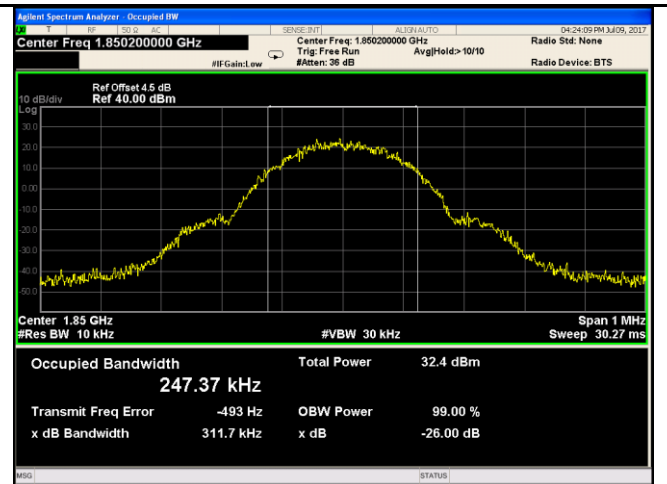 Agilent Spectrum Analyzer - Occupied BW
T RF 50 Ω AC SENSE:INT ALIGN AUTO 04:24:09 PM Jul 09, 2017
Center Freq 1.850200000 GHz Center Freq: 1.850200000 GHz Radio Std: None
Trig: Free Run Avg|Hold:> 10/10
#IFGain:Low #Atten: 36 dB Radio Device: BTS
Ref Offset 4.5 dB
10 dB/div Ref 40.00 dBm
Log
30.0
20.0
10.0
0.00
-10.0
-20.0
-30.0
-40.0
-50.0
Center 1.85 GHz Span 1 MHz
#Res BW 10 kHz #VBW 30 kHz Sweep 30.27 ms
Occupied Bandwidth Total Power 32.4 dBm
247.37 kHz
Transmit Freq Error -493 Hz OBW Power 99.00 %
x dB Bandwidth 311.7 kHz x dB -26.00 dB
MSG STATUS